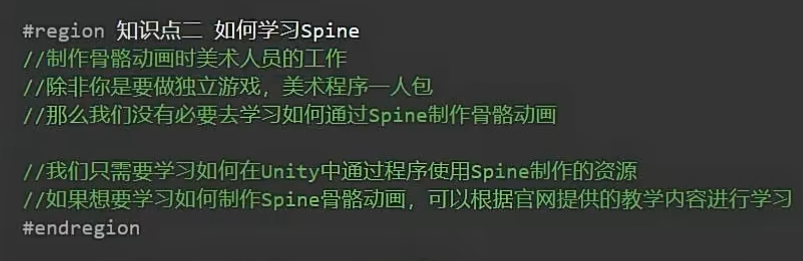 #region 知识点二 如何学习Spine
//制作骨骼动画时美术人员的工作
//除非你是要做独立游戏，美术程序一人包
//那么我们没有必要去学习如何通过Spine制作骨骼动画
//我们只需要学习如何在Unity中通过程序使用Spine制作的资源
//如果想要学习如何制作Spine骨骼动画，可以根据官网提供的教学内容进行学习
#endregion